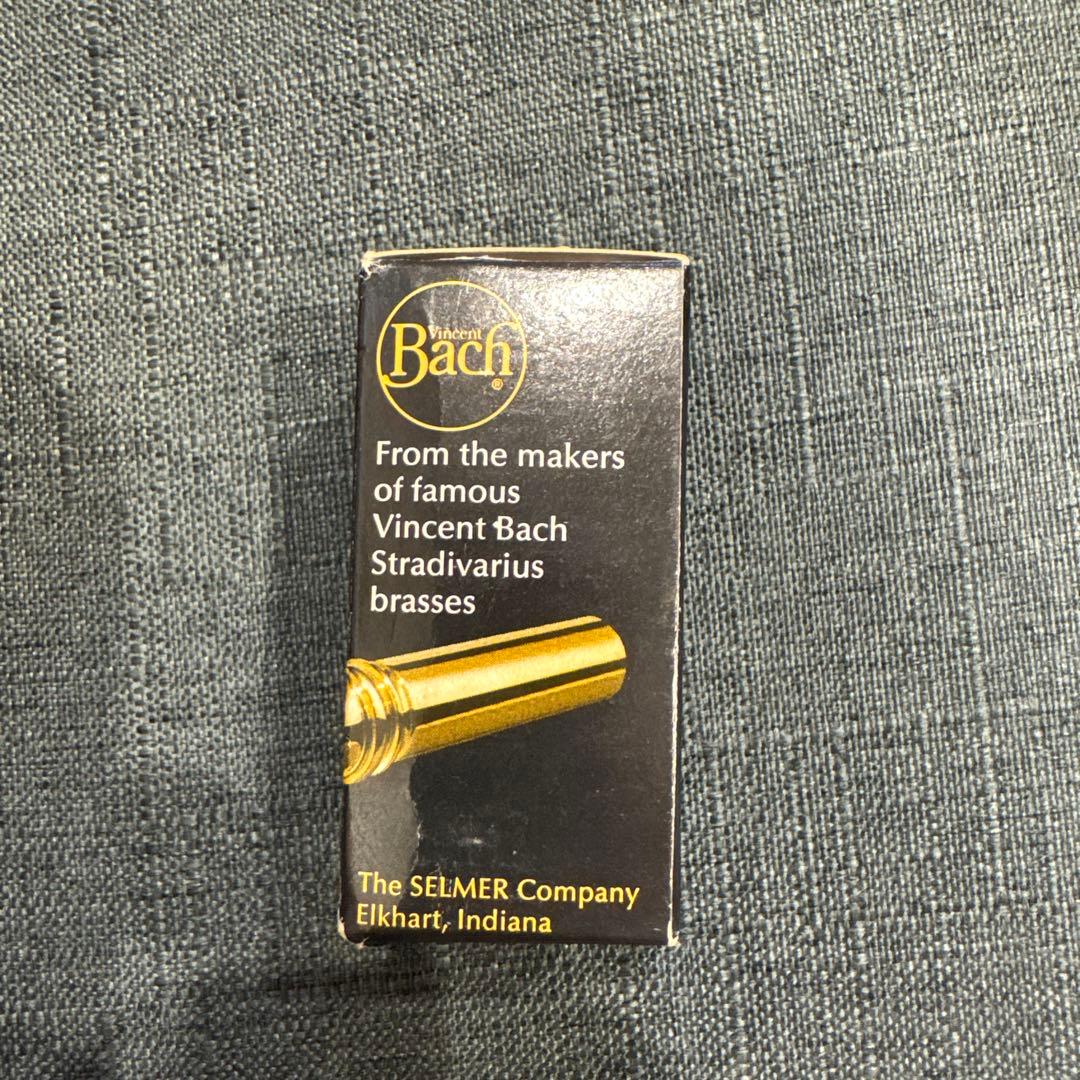 Vincent
Bach
®
From the makers
of famous
Vincent Bach
Stradivarius
brasses
The SELMER Company
Elkhart, Indiana